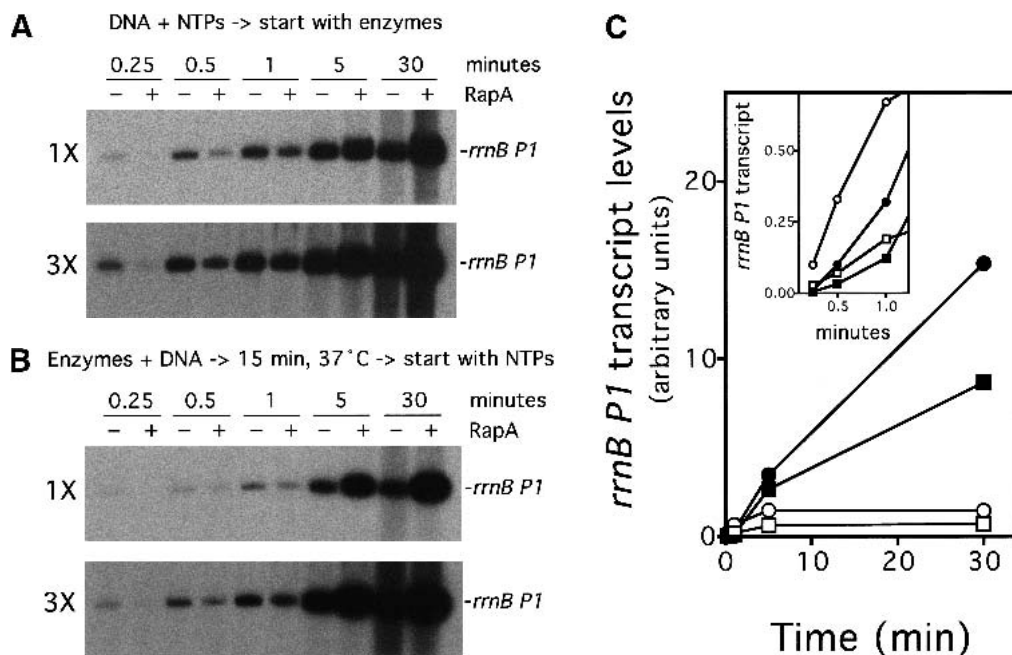 A
DNA + NTPs -> start with enzymes
0.25 0.5 1 5 30 minutes
− + − + − + − + − + RapA
1X -rrnB P1
3X -rrnB P1
B
Enzymes + DNA -> 15 min, 37°C -> start with NTPs
0.25 0.5 1 5 30 minutes
− + − + − + − + − + RapA
1X -rrnB P1
3X -rrnB P1
C
rrnB P1 transcript levels
(arbitrary units)
20
10
0
0 10 20 30
Time (min)
rrnB P1 transcript
0.50
0.25
0.00
0.5 1.0
minutes